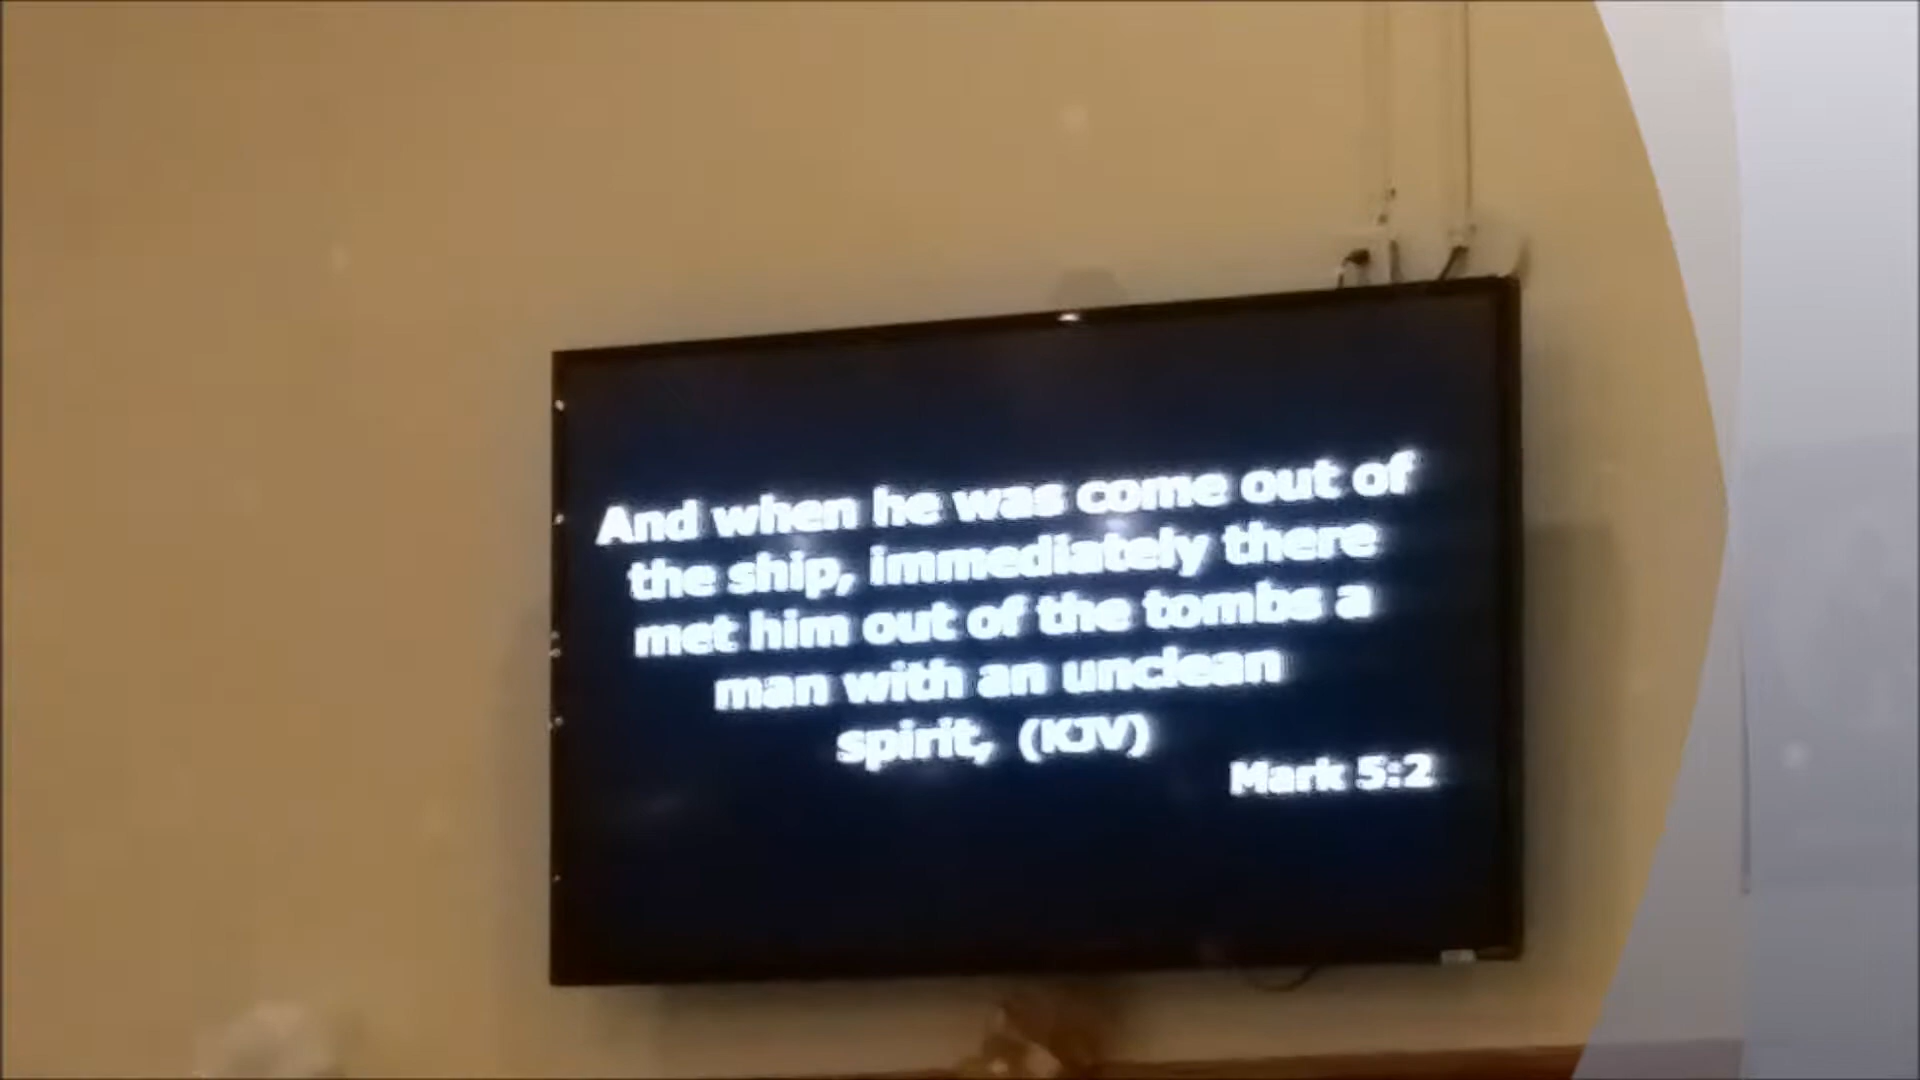 And when he was come out of
the ship, immediately there
met him out of the tombs a
man with an unclean
spirit, (KJV)
Mark 5:2